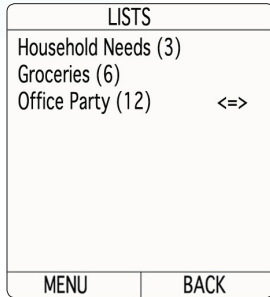 LISTS
Household Needs (3)
Groceries (6)
Office Party (12) <=>
MENU BACK